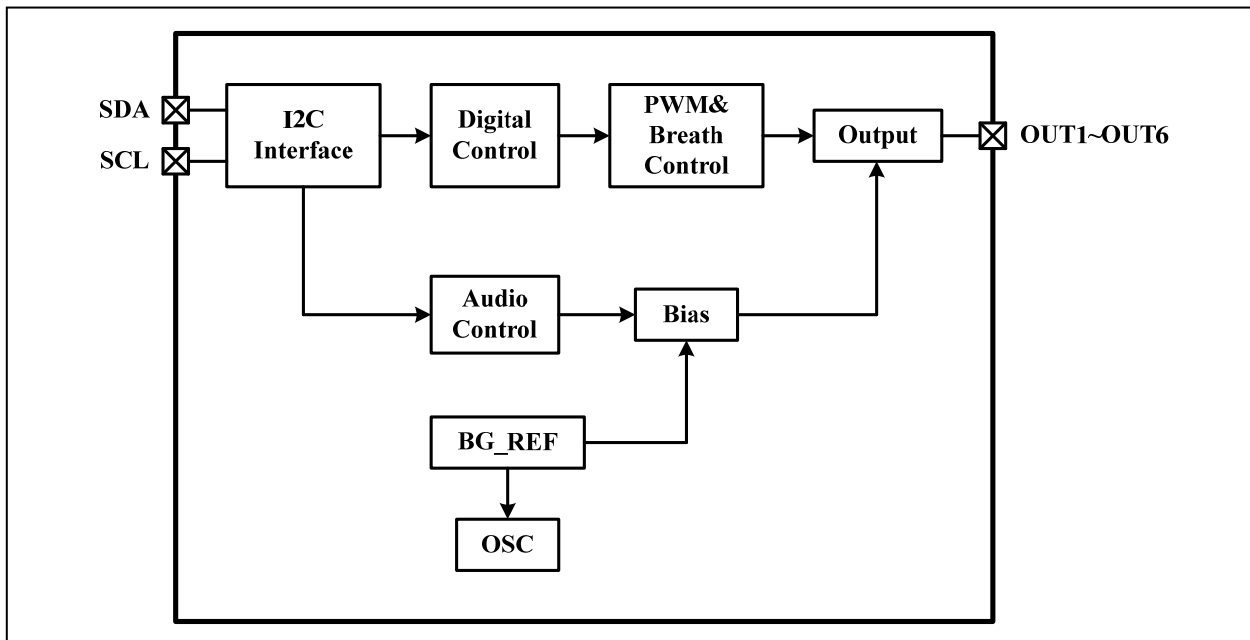 SDA
SCL
I2C
Interface
Digital
Control
PWM&
Breath
Control
Output
OUT1~OUT6
Audio
Control
Bias
BG_REF
OSC